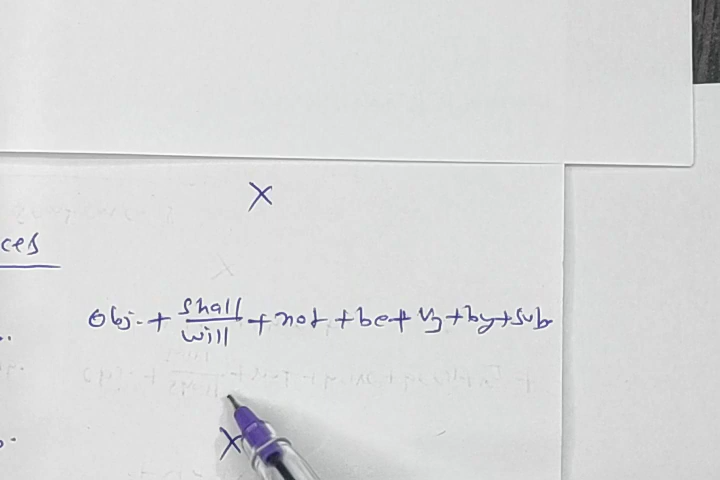 X
ces
Obj. + shall/will + not + be + V3 + by + sub
X